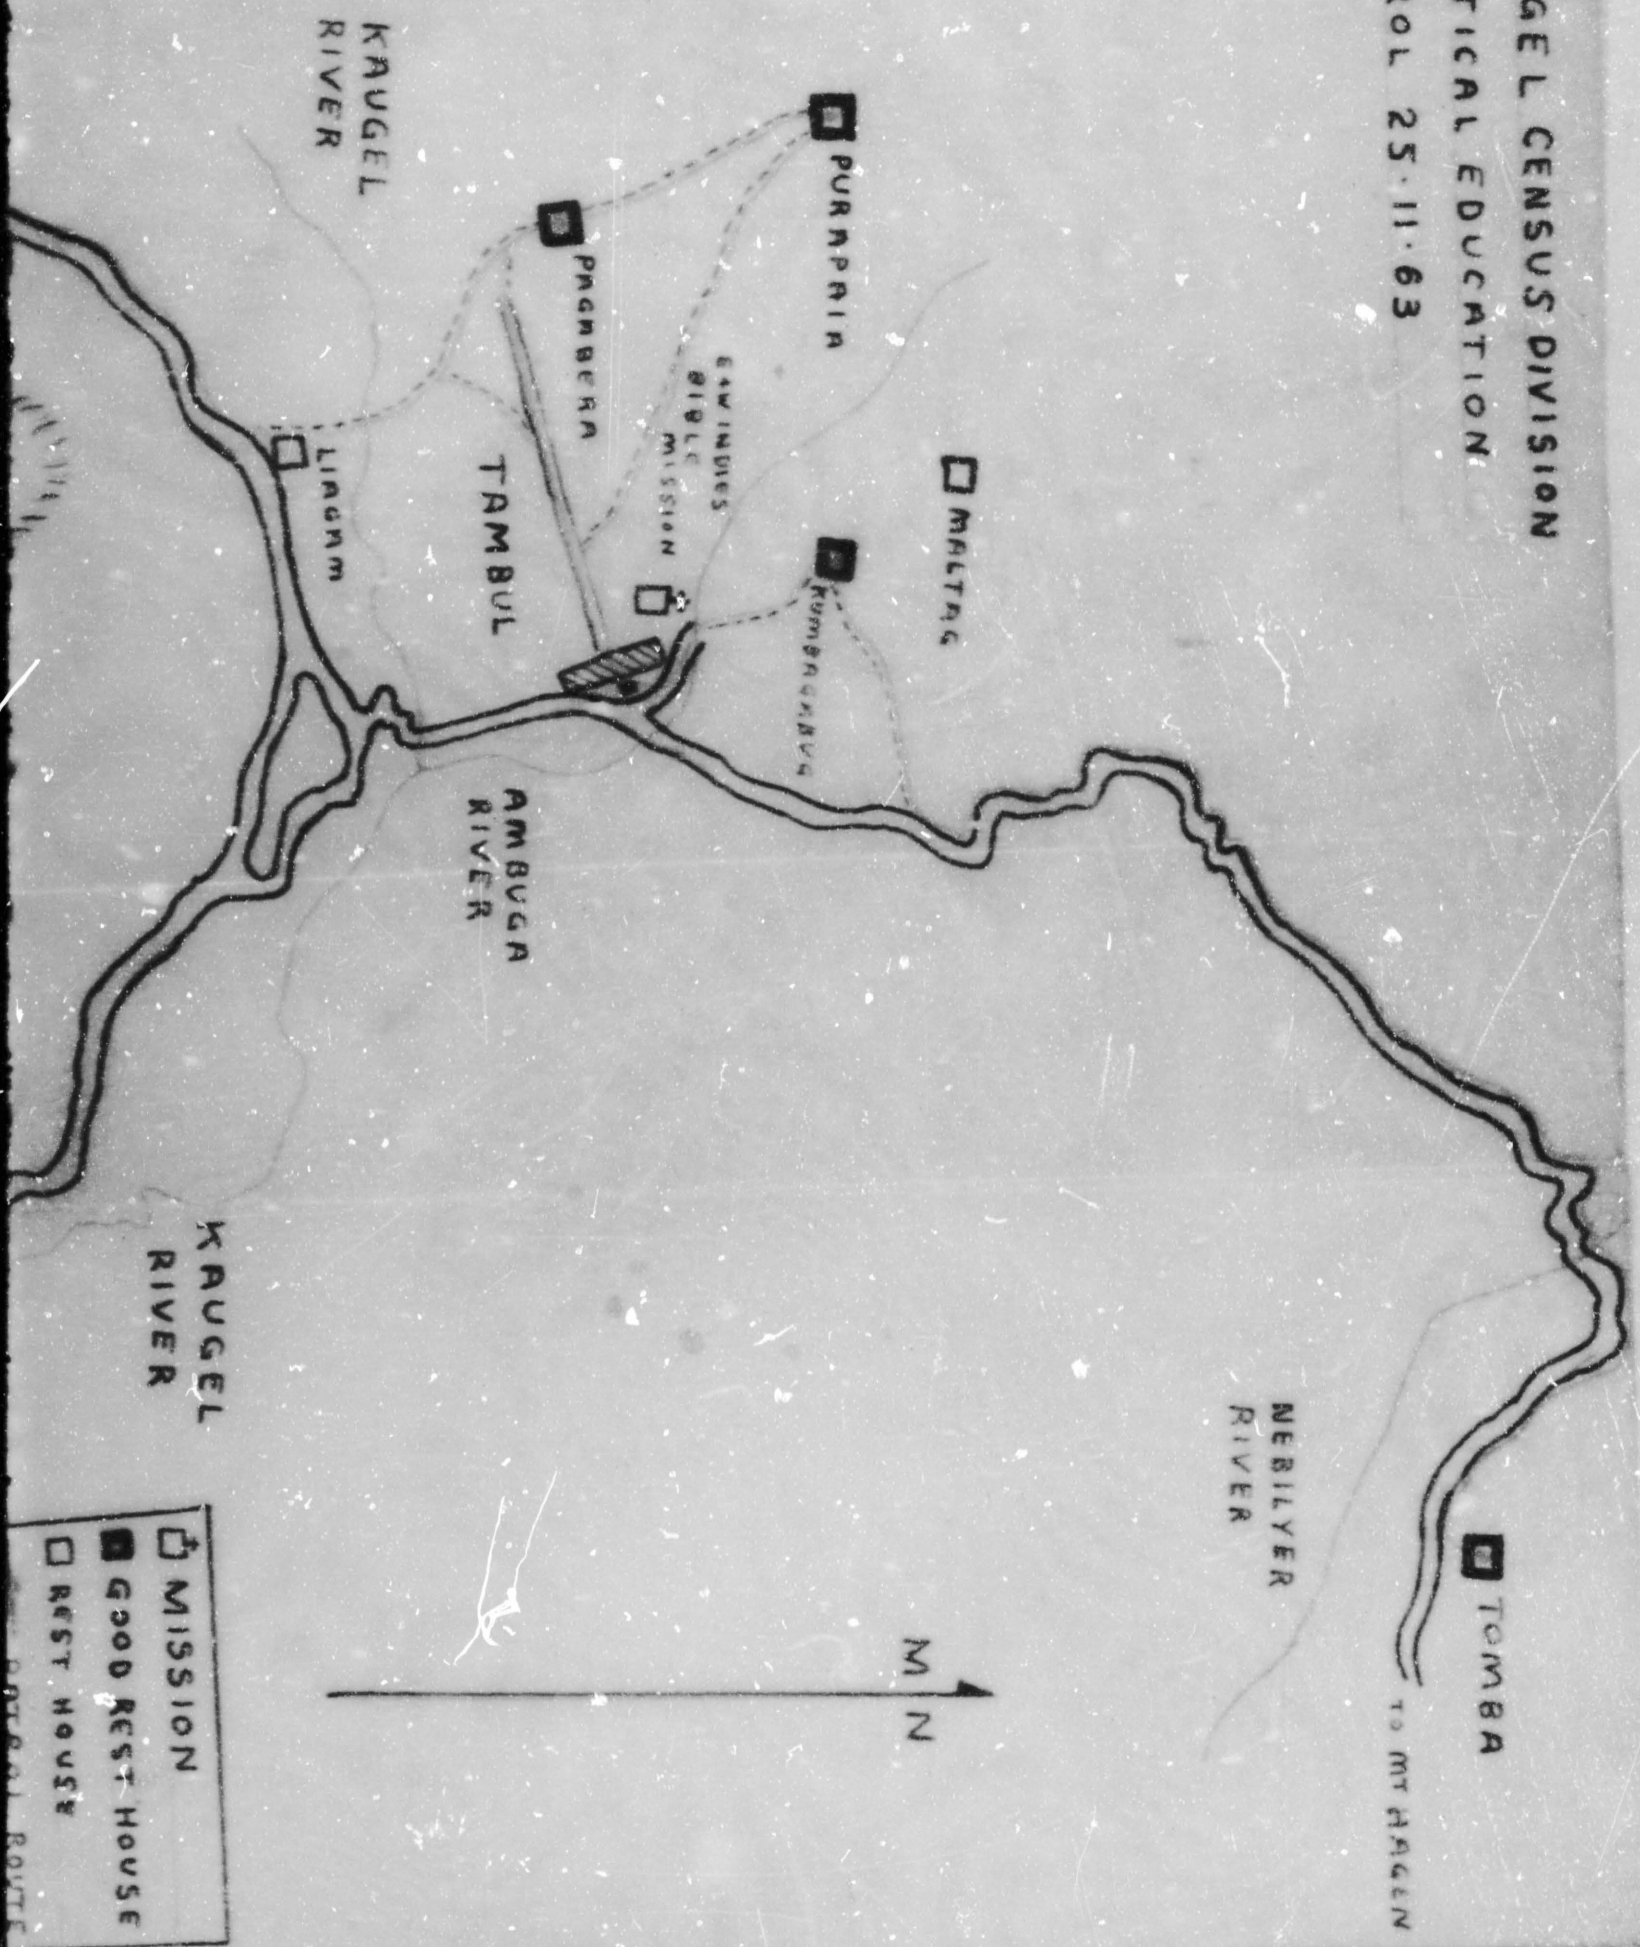 GEL CENSUS DIVISION
TICAL EDUCATION
ROL 25.11.63
TOMBA
TO MT HAGEN
NEBILYER
RIVER
MALTAG
PURAPAIA
KUMBAGABUG
E & W INDIES
BIBLE
MISSION
PAGABERA
TAMBUL
AMBUGA
RIVER
KAUGEL
RIVER
LIAGAM
KAUGEL
RIVER
M N
MISSION
GOOD REST HOUSE
REST HOUSE
PATROL ROUTE